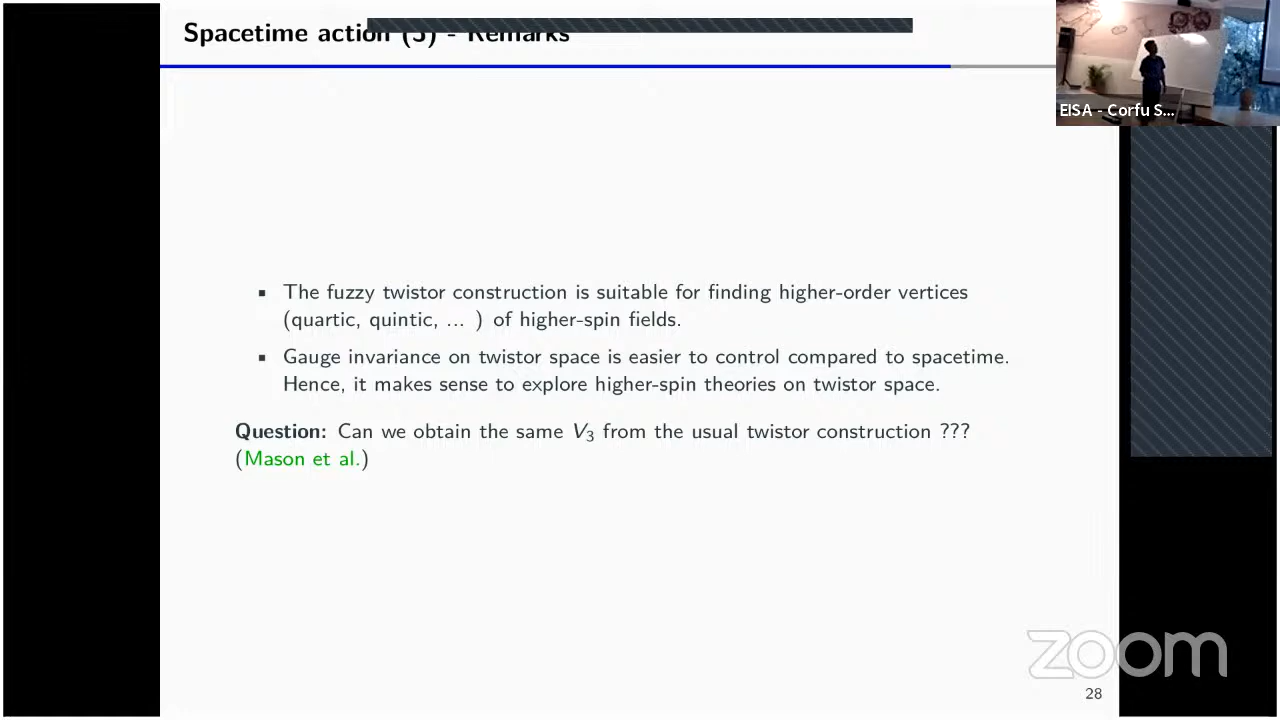 Spacetime action (3) - Remarks
EISA - Corfu S...
▪ The fuzzy twistor construction is suitable for finding higher-order vertices
(quartic, quintic, ... ) of higher-spin fields.
▪ Gauge invariance on twistor space is easier to control compared to spacetime.
Hence, it makes sense to explore higher-spin theories on twistor space.
Question: Can we obtain the same V₃ from the usual twistor construction ???
(Mason et al.)
zoom
28